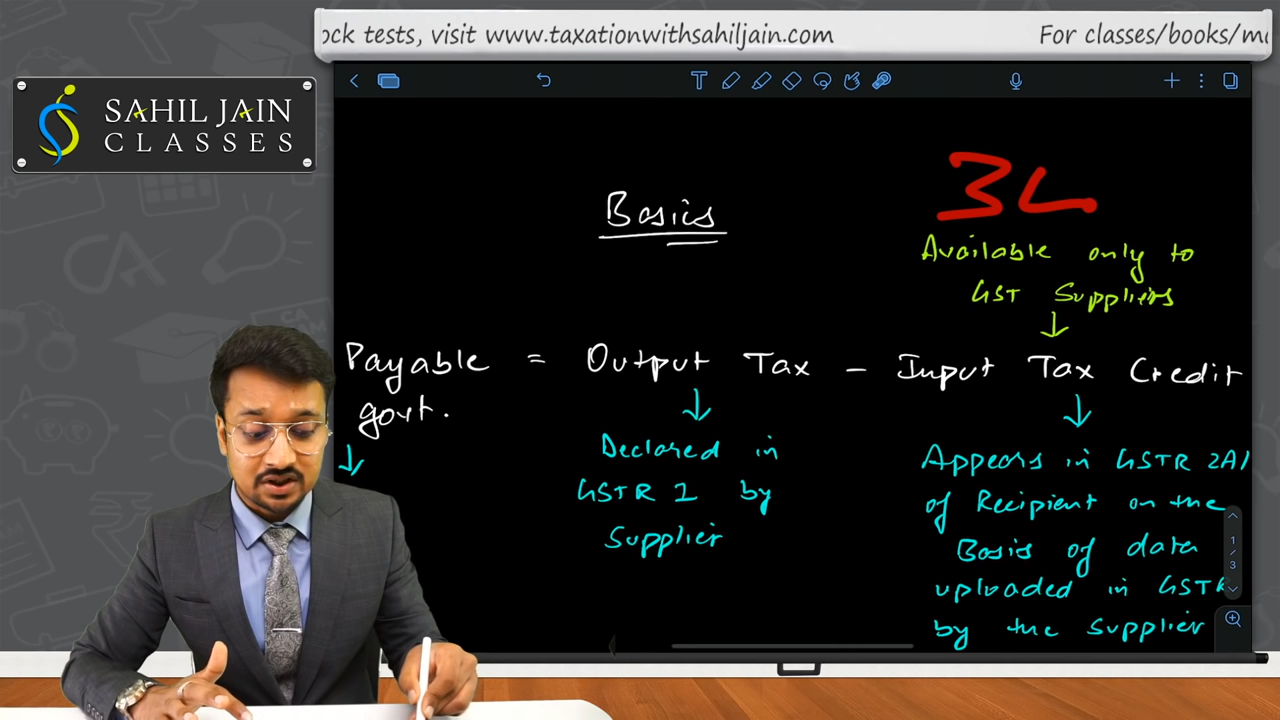 ock tests, visit www.taxationwithsahiljain.com For classes/books/m
SAHIL JAIN
CLASSES
Basics
3L
Available only to
GST Suppliers
Payable = Output Tax - Input Tax Credit
govt.
Declared in
GSTR 1 by
Supplier
Appears in GSTR 2A/
of Recipient on the
Basis of data
uploaded in GSTR
by the supplier
1
/
3